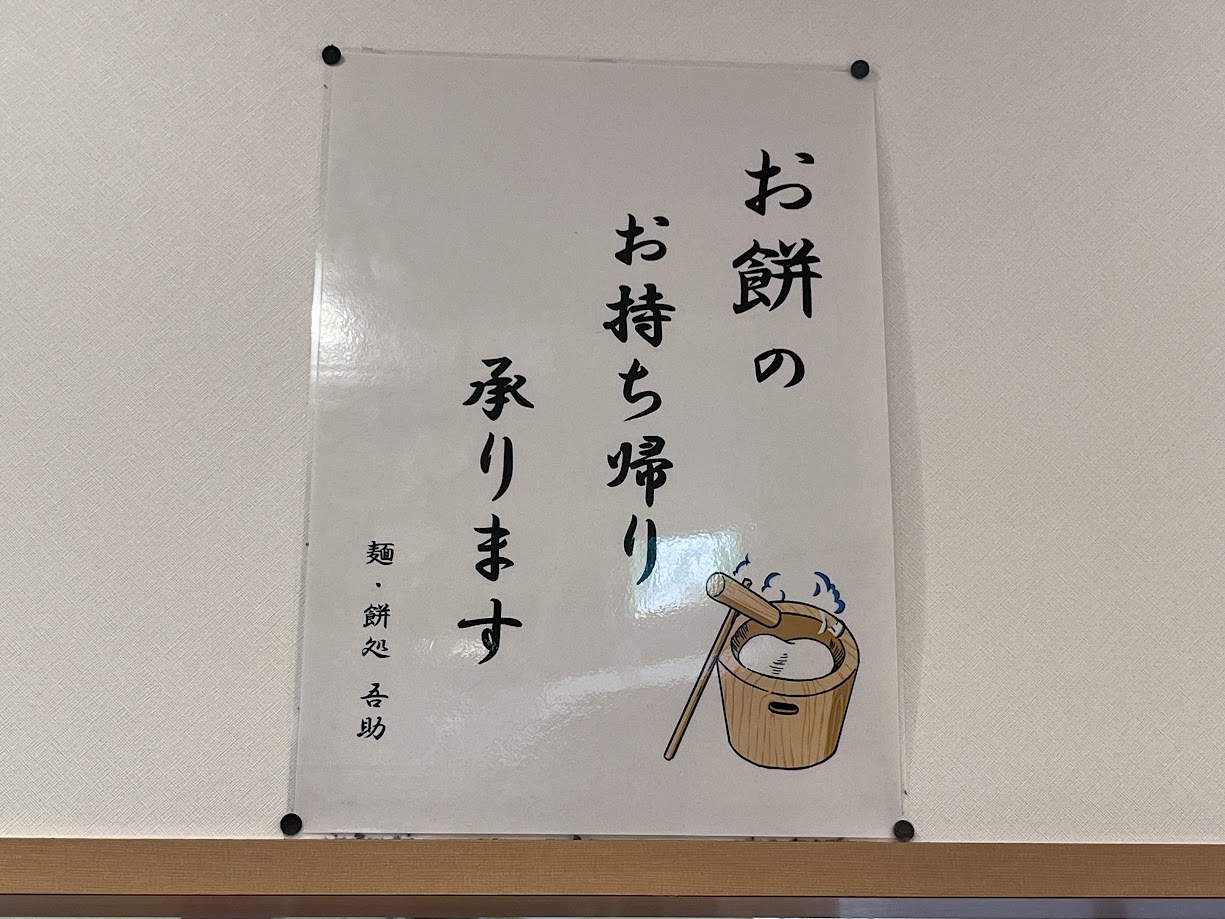 お餅の
お持ち帰り
承ります
麺・餅処 吾助